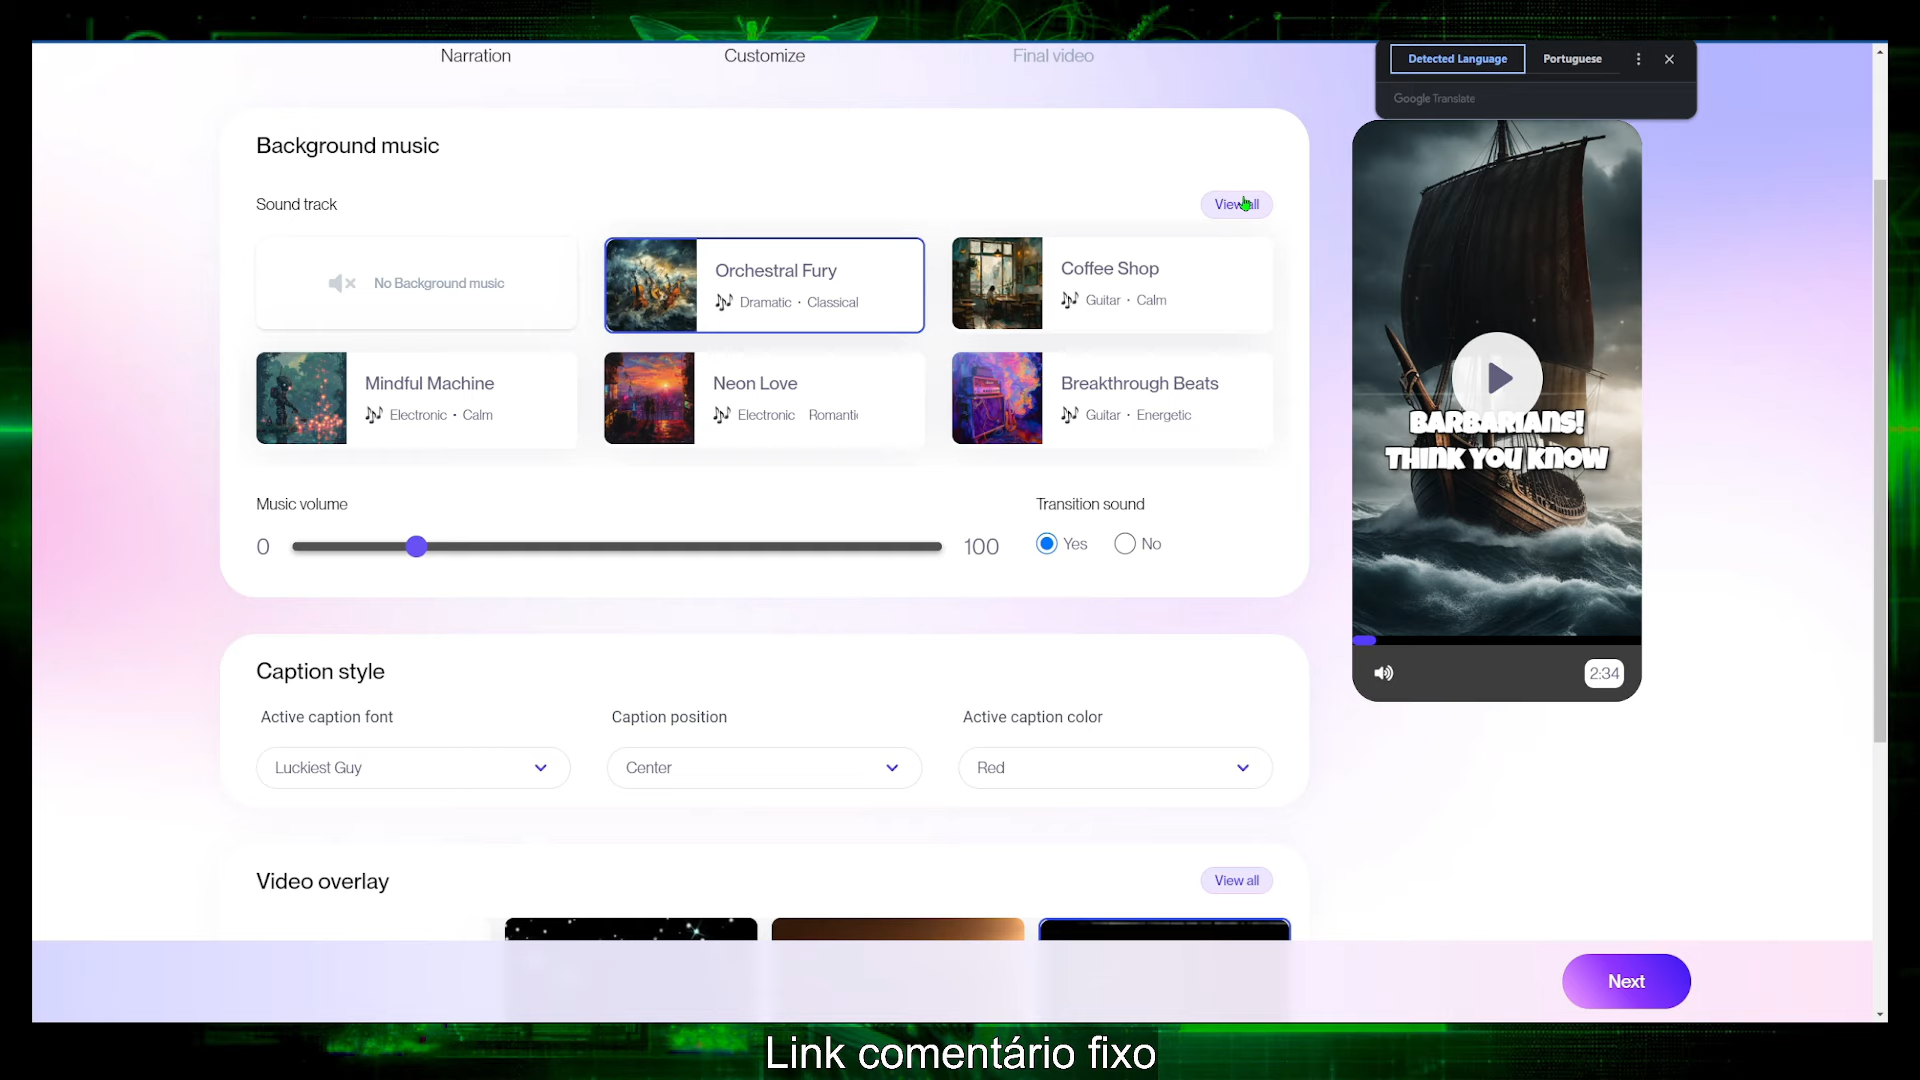 Narration
Customize
Final video
Detected Language
Portuguese
Google Translate
Background music
Sound track
View all
No Background music
Orchestral Fury
Dramatic • Classical
Coffee Shop
Guitar • Calm
Mindful Machine
Electronic • Calm
Neon Love
Electronic
Breakthrough Beats
Guitar • Energetic
BARBARIANS!
THINK YOU KNOW
Music volume
0
100
Transition sound
Yes
No
2:34
Caption style
Active caption font
Caption position
Active caption color
Luckiest Guy
Center
Red
Video overlay
View all
Next
Link comentário fixo